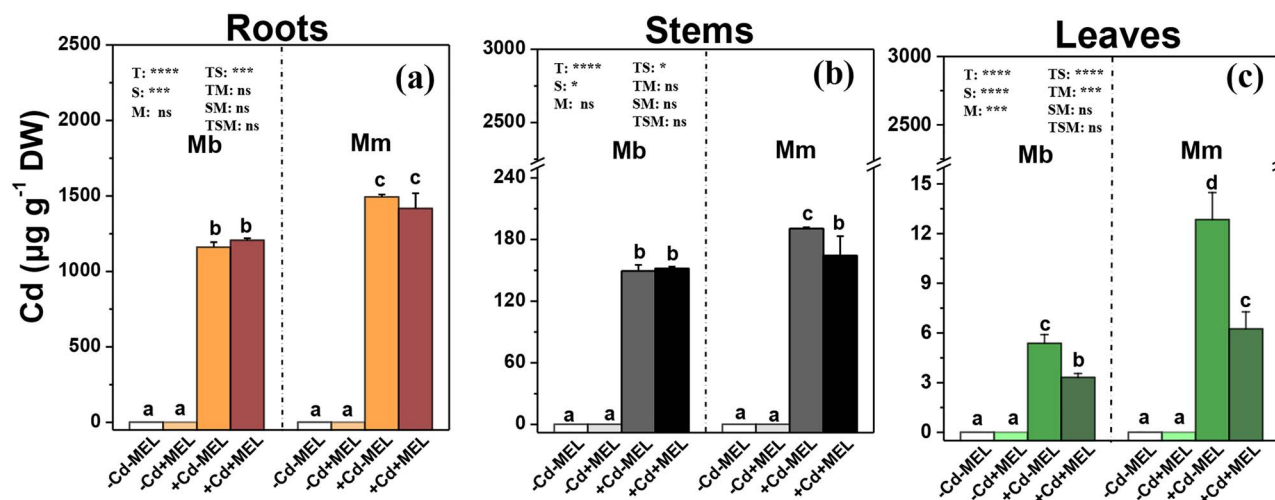 Roots
Stems
Leaves
Cd (µg g⁻¹ DW)
2500
2000
1500
1000
500
0
T: **** TS: ***
S: *** TM: ns
M: ns SM: ns
TSM: ns
(a)
Mb
Mm
a a b b
a a c c
-Cd-MEL
-Cd+MEL
+Cd-MEL
+Cd+MEL
-Cd-MEL
-Cd+MEL
+Cd-MEL
+Cd+MEL
3000
2500
3000
240
180
120
60
0
T: **** TS: *
S: * TM: ns
M: ns SM: ns
TSM: ns
(b)
Mb
Mm
a a b b
a a c b
-Cd-MEL
-Cd+MEL
+Cd-MEL
+Cd+MEL
-Cd-MEL
-Cd+MEL
+Cd-MEL
+Cd+MEL
3000
2500
15
12
9
6
3
0
T: **** TS: ****
S: **** TM: ***
M: *** SM: ns
TSM: ns
(c)
Mb
Mm
a a c b
a a d c
-Cd-MEL
-Cd+MEL
+Cd-MEL
+Cd+MEL
-Cd-MEL
-Cd+MEL
+Cd-MEL
+Cd+MEL